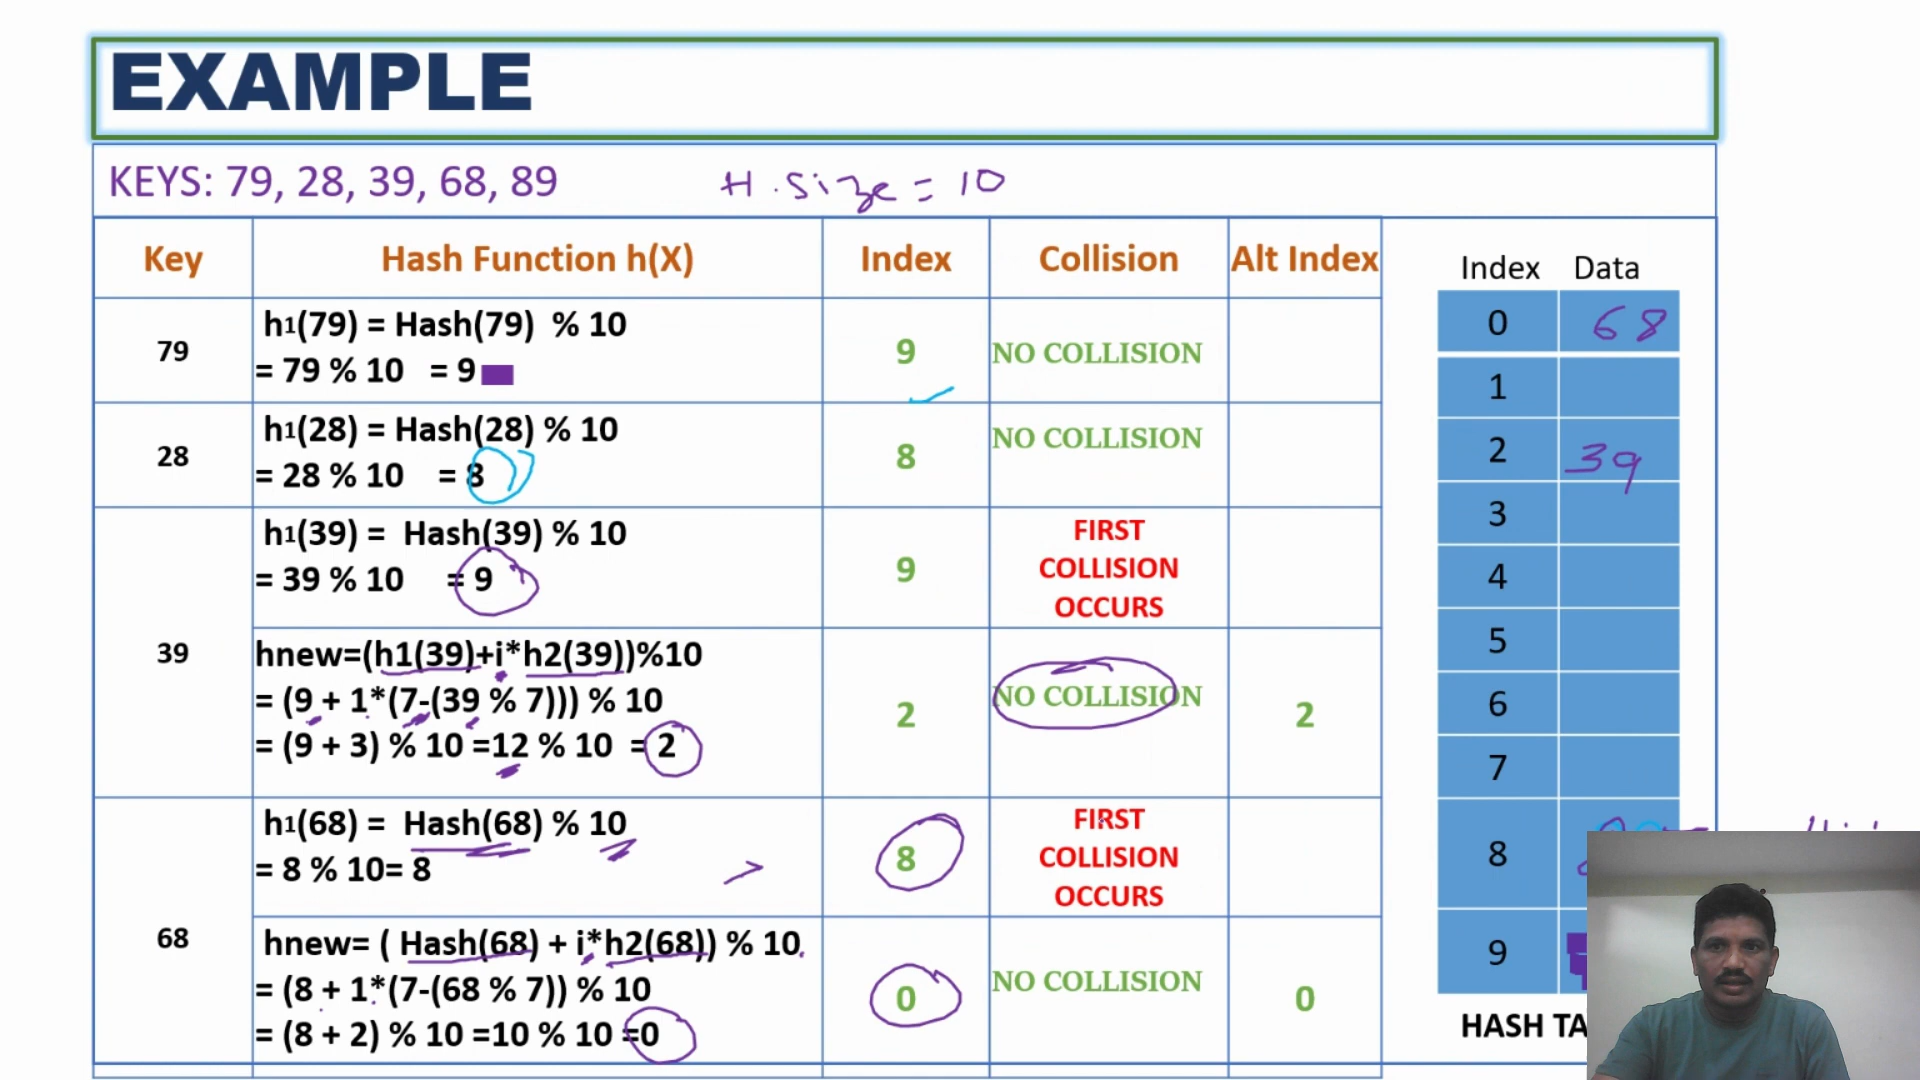 EXAMPLE
KEYS: 79, 28, 39, 68, 89
H.size = 10
Key Hash Function h(X) Index Collision Alt Index
79
h1(79) = Hash(79) % 10
= 79 % 10 = 9
9
NO COLLISION
28
h1(28) = Hash(28) % 10
= 28 % 10 = 8
8
NO COLLISION
39
h1(39) = Hash(39) % 10
= 39 % 10 = 9
9
FIRST
COLLISION
OCCURS
hnew=(h1(39)+i*h2(39))%10
= (9 + 1*(7-(39 % 7))) % 10
= (9 + 3) % 10 =12 % 10 = 2
2
NO COLLISION
2
68
h1(68) = Hash(68) % 10
= 8 % 10= 8
8
FIRST
COLLISION
OCCURS
hnew= ( Hash(68) + i*h2(68)) % 10
= (8 + 1*(7-(68 % 7)) % 10
= (8 + 2) % 10 =10 % 10 =0
0
NO COLLISION
0
Index Data
0 68
1
2 39
3
4
5
6
7
8
9
HASH